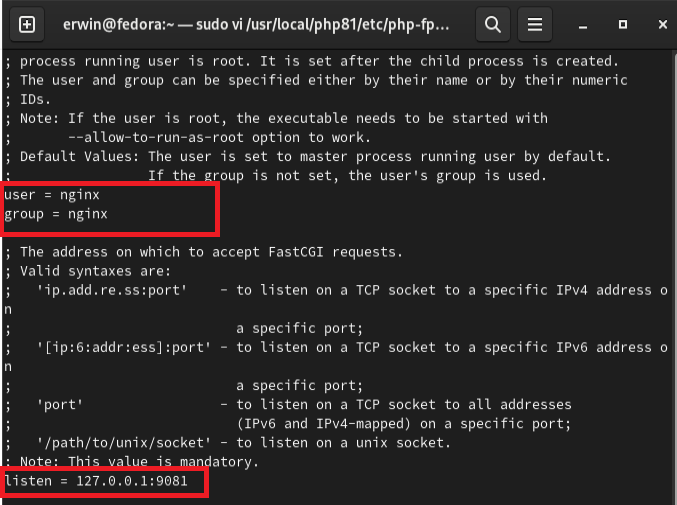 erwin@fedora:~ — sudo vi /usr/local/php81/etc/php-fp...
; process running user is root. It is set after the child process is created.
; The user and group can be specified either by their name or by their numeric
; IDs.
; Note: If the user is root, the executable needs to be started with
;       --allow-to-run-as-root option to work.
; Default Values: The user is set to master process running user by default.
;                 If the group is not set, the user's group is used.
user = nginx
group = nginx
; The address on which to accept FastCGI requests.
; Valid syntaxes are:
;   'ip.add.re.ss:port'    - to listen on a TCP socket to a specific IPv4 address o
n
;                            a specific port;
;   '[ip:6:addr:ess]:port' - to listen on a TCP socket to a specific IPv6 address o
n
;                            a specific port;
;   'port'                 - to listen on a TCP socket to all addresses
;                            (IPv6 and IPv4-mapped) on a specific port;
;   '/path/to/unix/socket' - to listen on a unix socket.
; Note: This value is mandatory.
listen = 127.0.0.1:9081